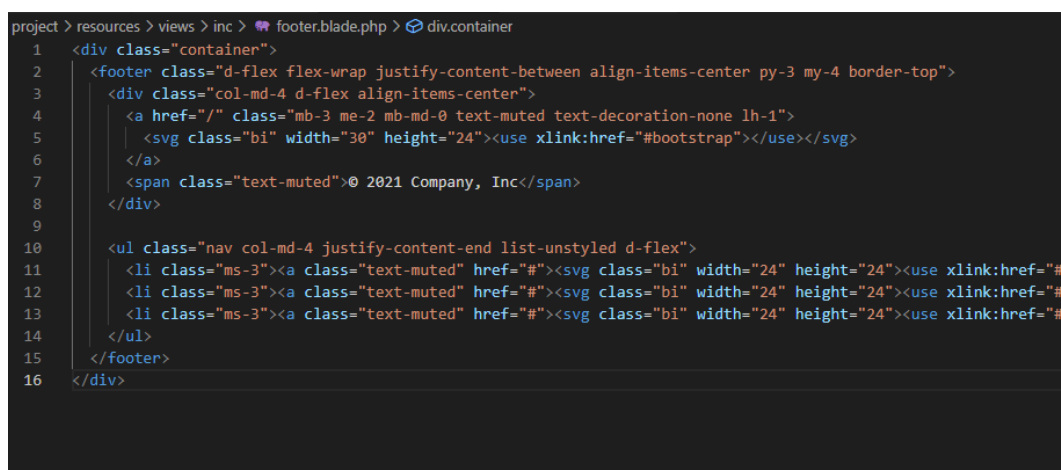 project > resources > views > inc > footer.blade.php > div.container
1 <div class="container">
2 <footer class="d-flex flex-wrap justify-content-between align-items-center py-3 my-4 border-top">
3 <div class="col-md-4 d-flex align-items-center">
4 <a href="/" class="mb-3 me-2 mb-md-0 text-muted text-decoration-none lh-1">
5 <svg class="bi" width="30" height="24"><use xlink:href="#bootstrap"></use></svg>
6 </a>
7 <span class="text-muted">© 2021 Company, Inc</span>
8 </div>
9
10 <ul class="nav col-md-4 justify-content-end list-unstyled d-flex">
11 <li class="ms-3"><a class="text-muted" href="#"><svg class="bi" width="24" height="24"><use xlink:href="#
12 <li class="ms-3"><a class="text-muted" href="#"><svg class="bi" width="24" height="24"><use xlink:href="#
13 <li class="ms-3"><a class="text-muted" href="#"><svg class="bi" width="24" height="24"><use xlink:href="#
14 </ul>
15 </footer>
16 </div>